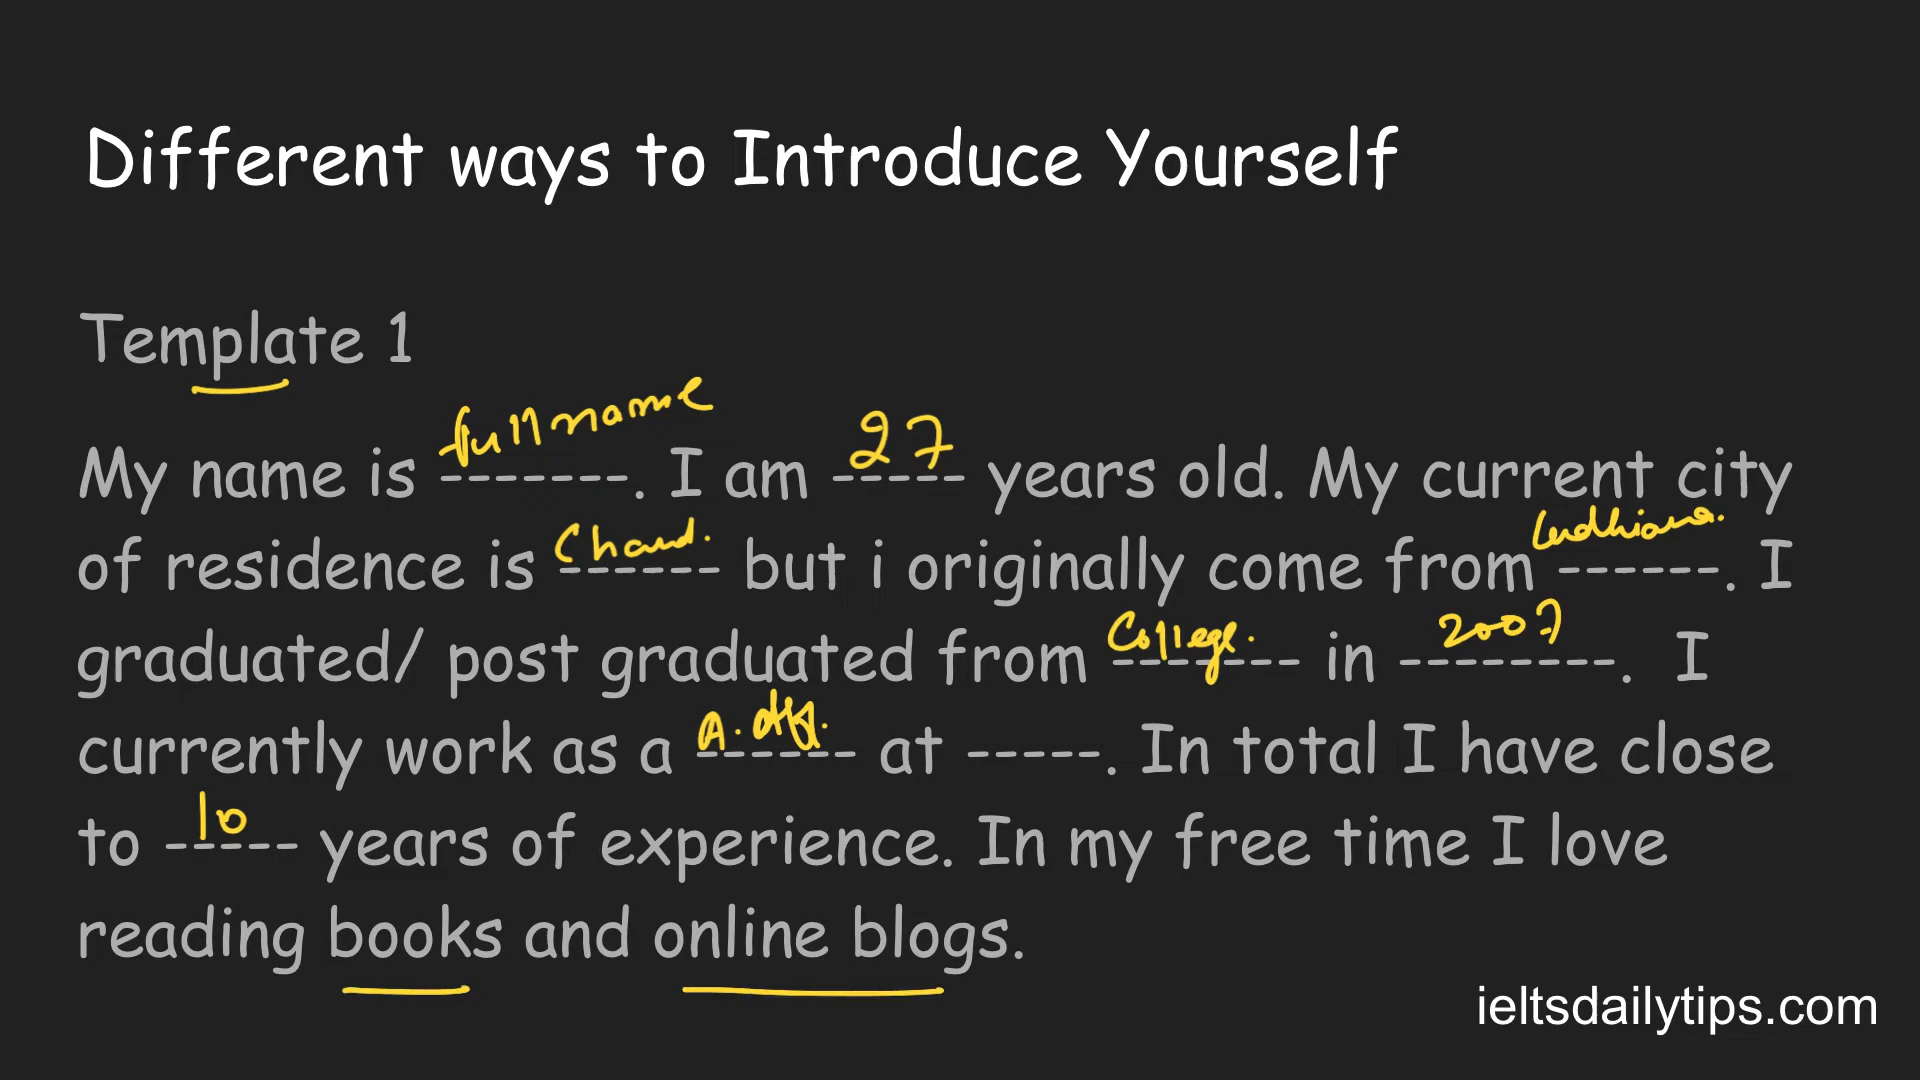 Different ways to Introduce Yourself
Template 1
full name 27
My name is -------. I am ----- years old. My current city
Chand. Ludhiana.
of residence is ------ but i originally come from ------. I
College. 2007
graduated/ post graduated from ------- in --------. I
A.
currently work as a ------ at -----. In total I have close
10
to ----- years of experience. In my free time I love
reading books and online blogs.
ieltsdailytips.com